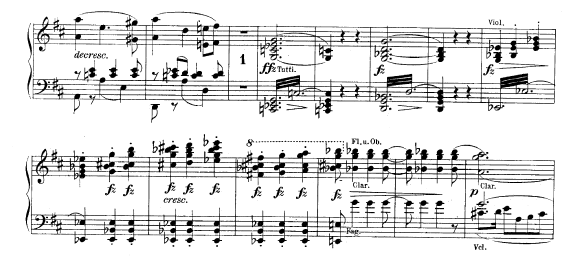 decresc.
1
ffz Tutti.
fz
Viol.
fz
fz fz
fz fz
cresc.
8
fz fz fz
fz
Fl. u. Ob.
Clar.
Fag.
p
Clar.
Vcl.